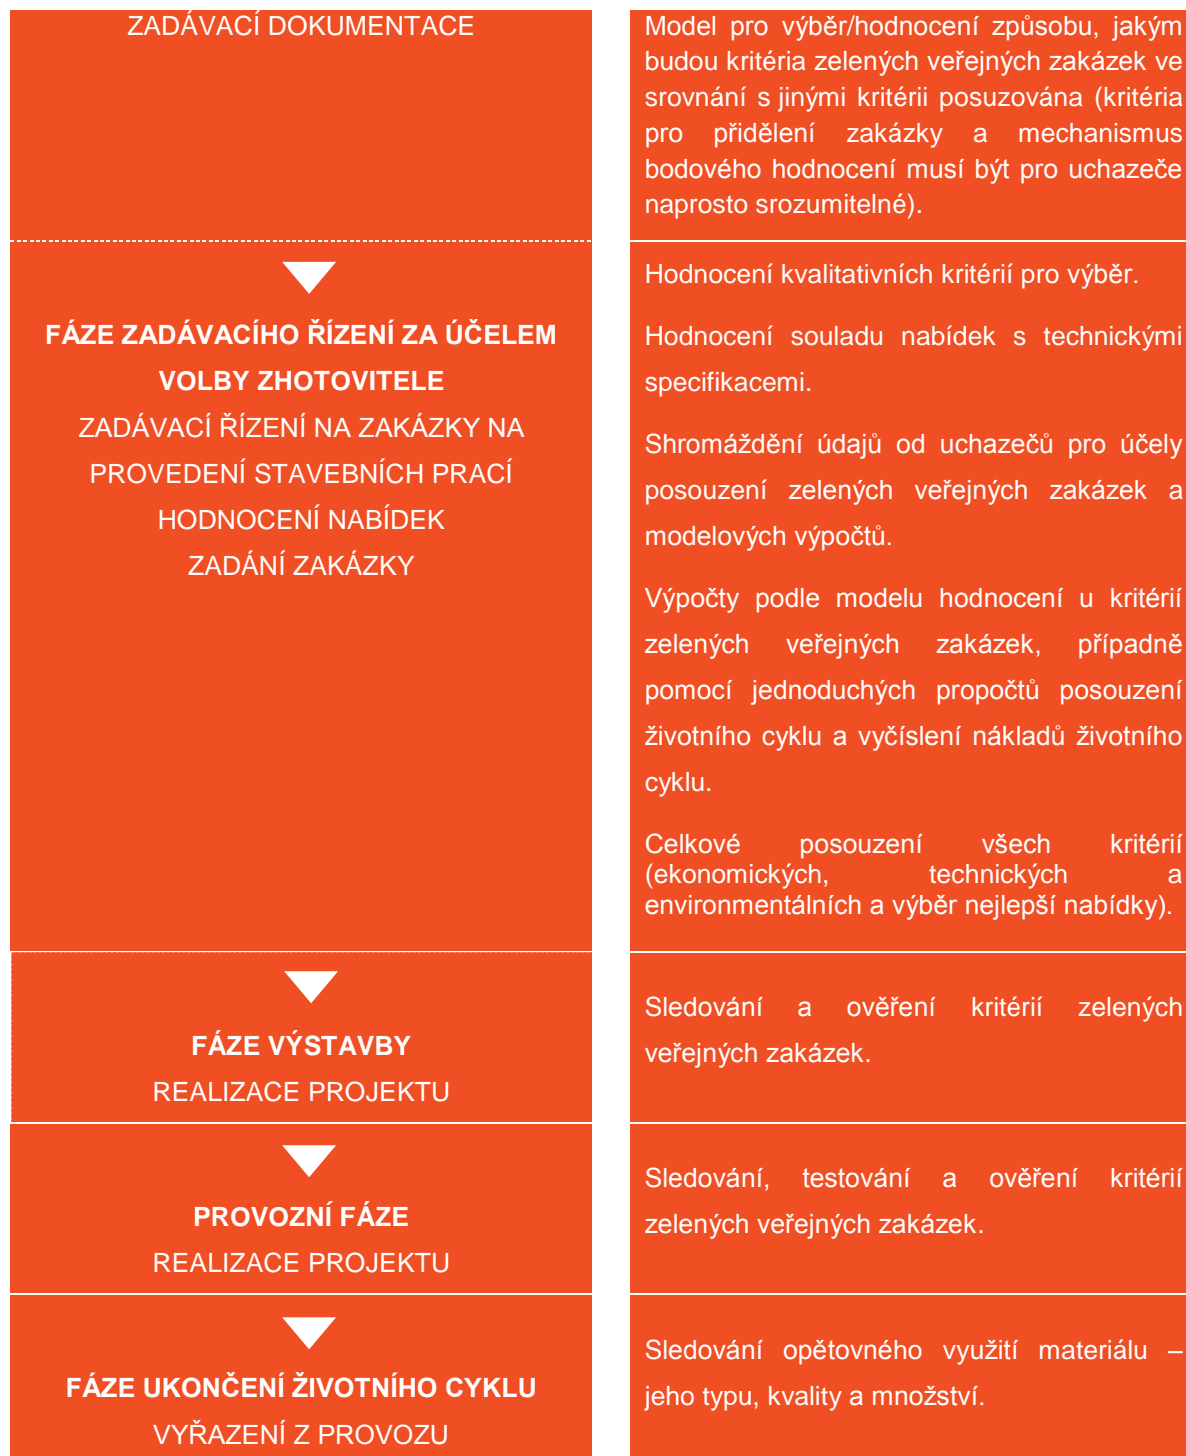 ZADÁVACÍ DOKUMENTACE
Model pro výběr/hodnocení způsobu, jakým
budou kritéria zelených veřejných zakázek ve
srovnání s jinými kritérii posuzována (kritéria
pro přidělení zakázky a mechanismus
bodového hodnocení musí být pro uchazeče
naprosto srozumitelné).
FÁZE ZADÁVACÍHO ŘÍZENÍ ZA ÚČELEM
VOLBY ZHOTOVITELE
ZADÁVACÍ ŘÍZENÍ NA ZAKÁZKY NA
PROVEDENÍ STAVEBNÍCH PRACÍ
HODNOCENÍ NABÍDEK
ZADÁNÍ ZAKÁZKY
Hodnocení kvalitativních kritérií pro výběr.
Hodnocení souladu nabídek s technickými
specifikacemi.
Shromáždění údajů od uchazečů pro účely
posouzení zelených veřejných zakázek a
modelových výpočtů.
Výpočty podle modelu hodnocení u kritérií
zelených veřejných zakázek, případně
pomocí jednoduchých propočtů posouzení
životního cyklu a vyčíslení nákladů životního
cyklu.
Celkové posouzení všech kritérií
(ekonomických, technických a
environmentálních a výběr nejlepší nabídky).
FÁZE VÝSTAVBY
REALIZACE PROJEKTU
Sledování a ověření kritérií zelených
veřejných zakázek.
PROVOZNÍ FÁZE
REALIZACE PROJEKTU
Sledování, testování a ověření kritérií
zelených veřejných zakázek.
FÁZE UKONČENÍ ŽIVOTNÍHO CYKLU
VYŘAZENÍ Z PROVOZU
Sledování opětovného využití materiálu –
jeho typu, kvality a množství.